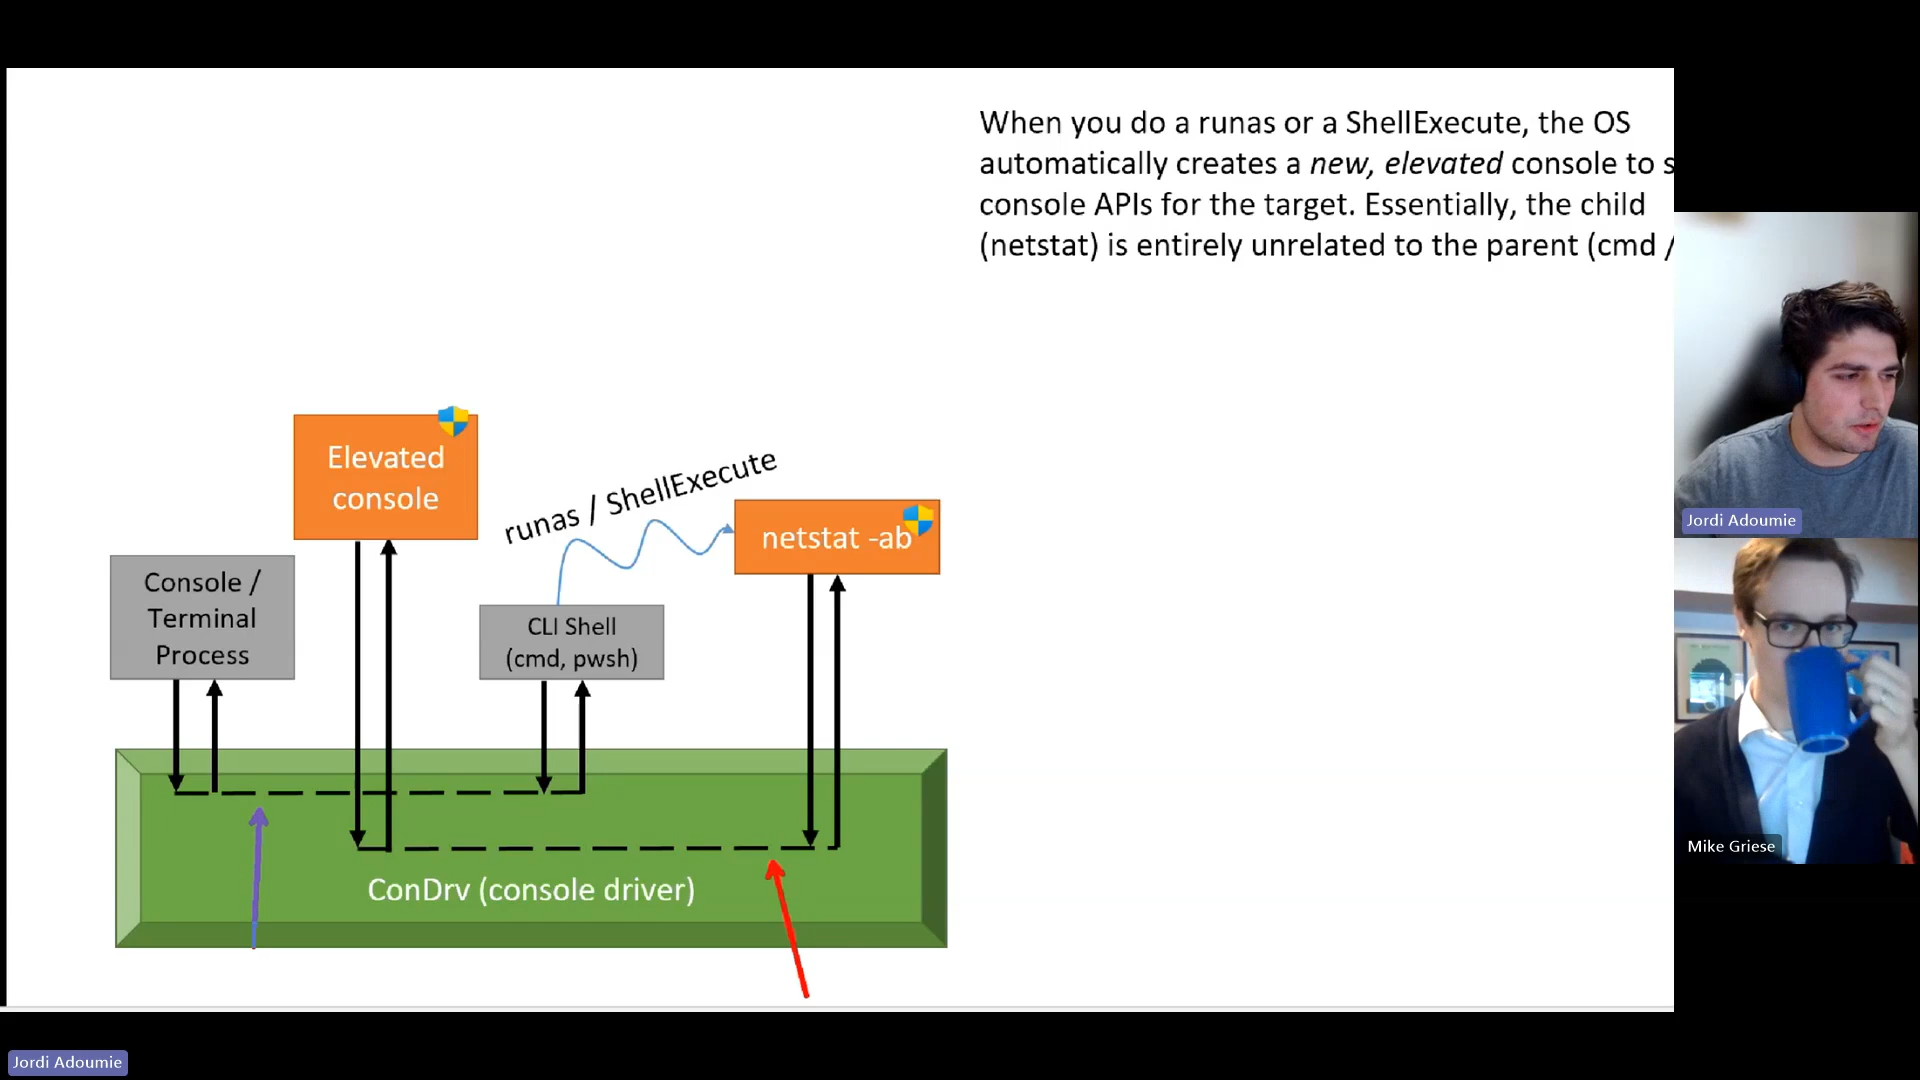 When you do a runas or a ShellExecute, the OS
automatically creates a new, elevated console to s
console APIs for the target. Essentially, the child
(netstat) is entirely unrelated to the parent (cmd /
Elevated
console
runas / ShellExecute
netstat -ab
Console /
Terminal
Process
CLI Shell
(cmd, pwsh)
ConDrv (console driver)
Jordi Adoumie
Mike Griese
Jordi Adoumie